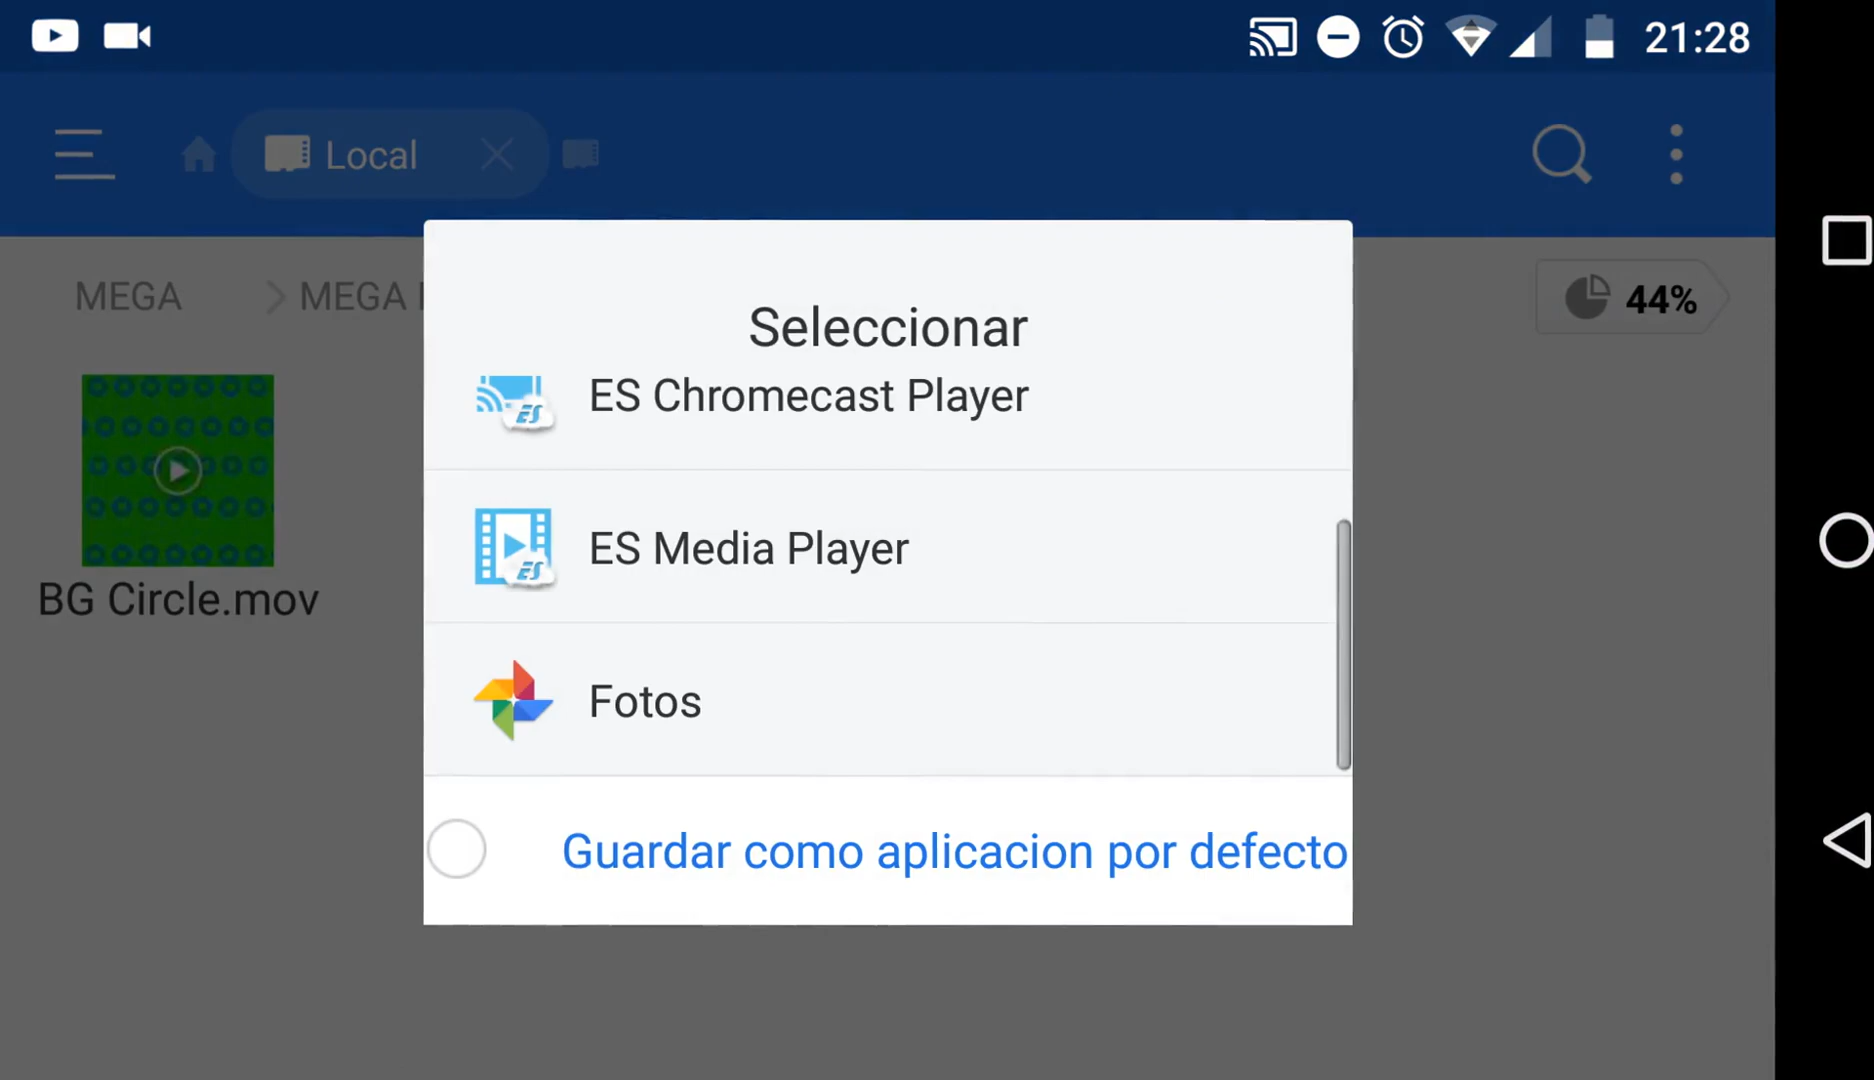 21:28
Local
MEGA
MEGA
44%
Seleccionar
ES Chromecast Player
ES Media Player
BG Circle.mov
Fotos
Guardar como aplicacion por defecto